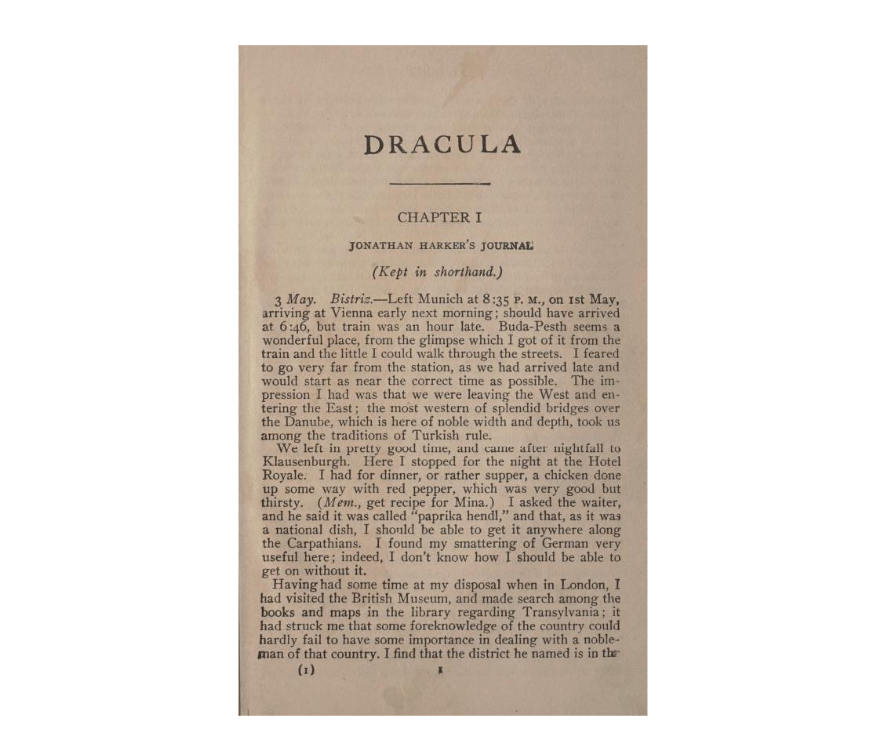 DRACULA
CHAPTER I
JONATHAN HARKER'S JOURNAL
(Kept in shorthand.)
3 May. Bistriz.—Left Munich at 8:35 P. M., on 1st May,
arriving at Vienna early next morning; should have arrived
at 6:46, but train was an hour late. Buda-Pesth seems a
wonderful place, from the glimpse which I got of it from the
train and the little I could walk through the streets. I feared
to go very far from the station, as we had arrived late and
would start as near the correct time as possible. The im-
pression I had was that we were leaving the West and en-
tering the East; the most western of splendid bridges over
the Danube, which is here of noble width and depth, took us
among the traditions of Turkish rule.
We left in pretty good time, and came after nightfall to
Klausenburgh. Here I stopped for the night at the Hotel
Royale. I had for dinner, or rather supper, a chicken done
up some way with red pepper, which was very good but
thirsty. (Mem., get recipe for Mina.) I asked the waiter,
and he said it was called "paprika hendl," and that, as it was
a national dish, I should be able to get it anywhere along
the Carpathians. I found my smattering of German very
useful here; indeed, I don't know how I should be able to
get on without it.
Having had some time at my disposal when in London, I
had visited the British Museum, and made search among the
books and maps in the library regarding Transylvania; it
had struck me that some foreknowledge of the country could
hardly fail to have some importance in dealing with a noble-
man of that country. I find that the district he named is in the
(1) 1